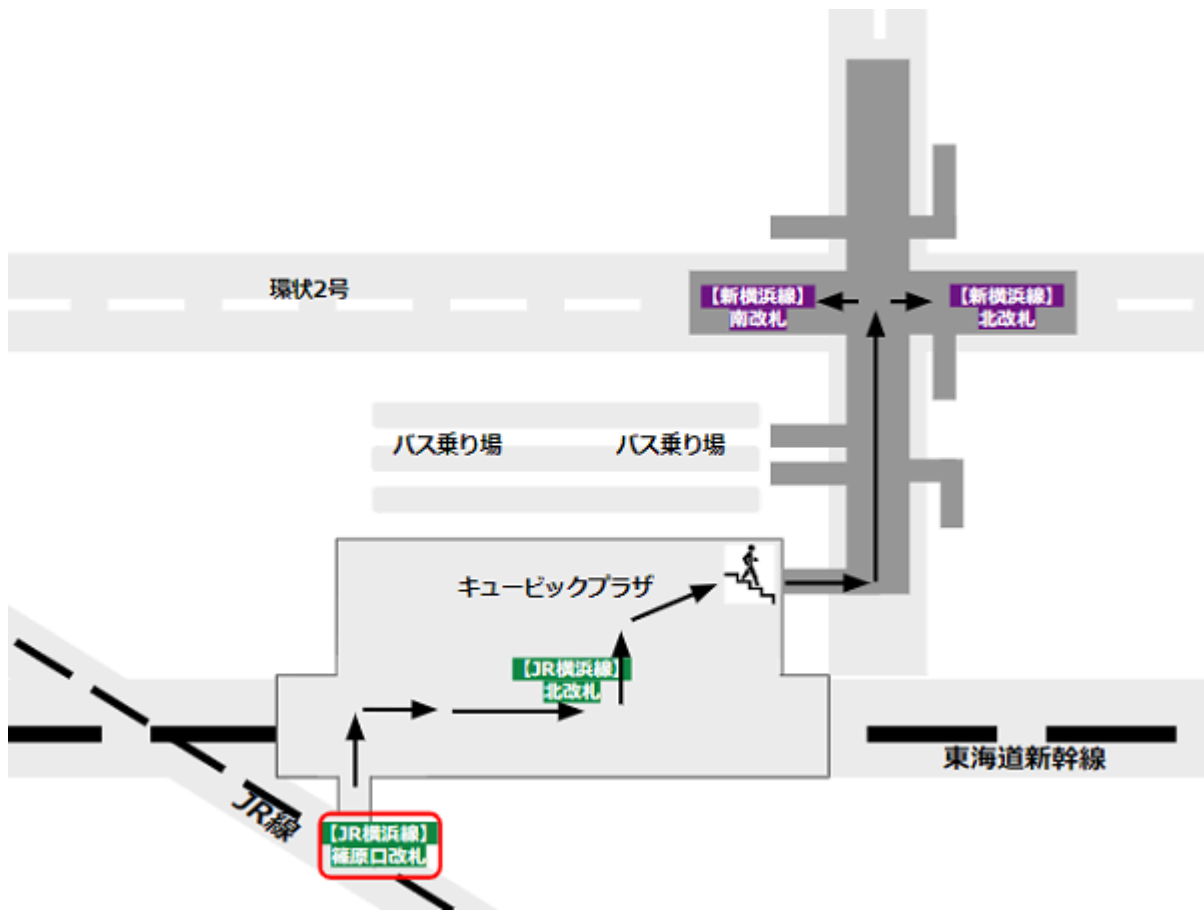 環状2号
【新横浜線】
南改札
【新横浜線】
北改札
バス乗り場
バス乗り場
キュービックプラザ
【JR横浜線】
北改札
東海道新幹線
JR線
【JR横浜線】
篠原口改札